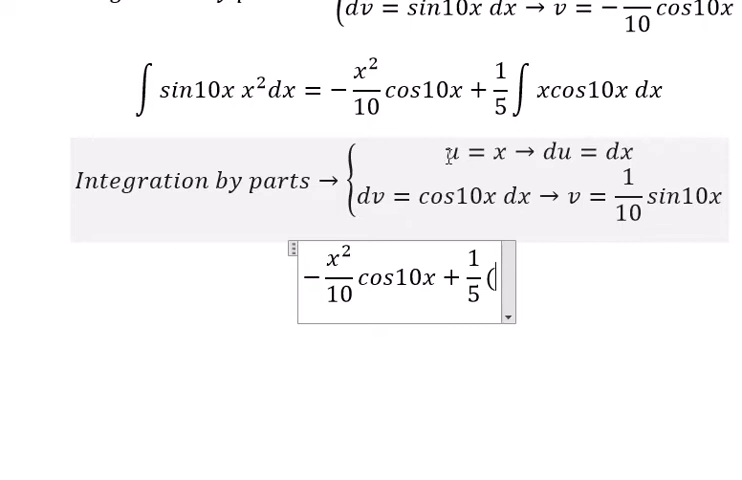 (dv = sin10x dx → v = − /10 cos10x
∫ sin10x x²dx = − x²/10 cos10x + 1/5 ∫ xcos10x dx
Integration by parts → { u = x → du = dx
dv = cos10x dx → v = 1/10 sin10x
− x²/10 cos10x + 1/5 (